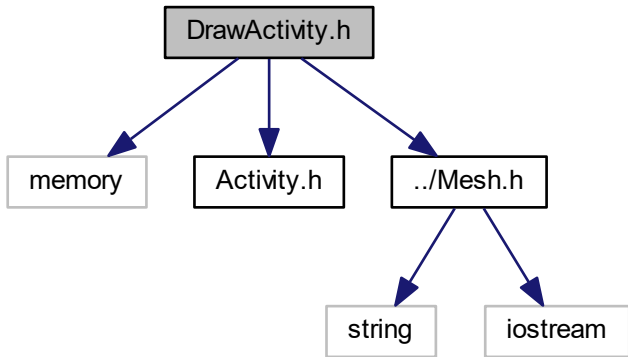 DrawActivity.h
memory
Activity.h
../Mesh.h
string
iostream